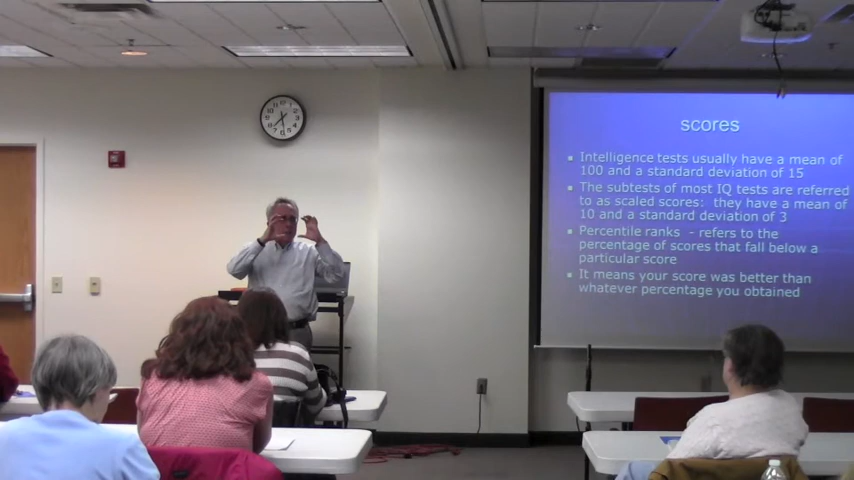 scores
Intelligence tests usually have a mean of
100 and a standard deviation of 15
The subtests of most IQ tests are referred
to as scaled scores: they have a mean of
10 and a standard deviation of 3
Percentile ranks - refers to the
percentage of scores that fall below a
particular score
It means your score was better than
whatever percentage you obtained